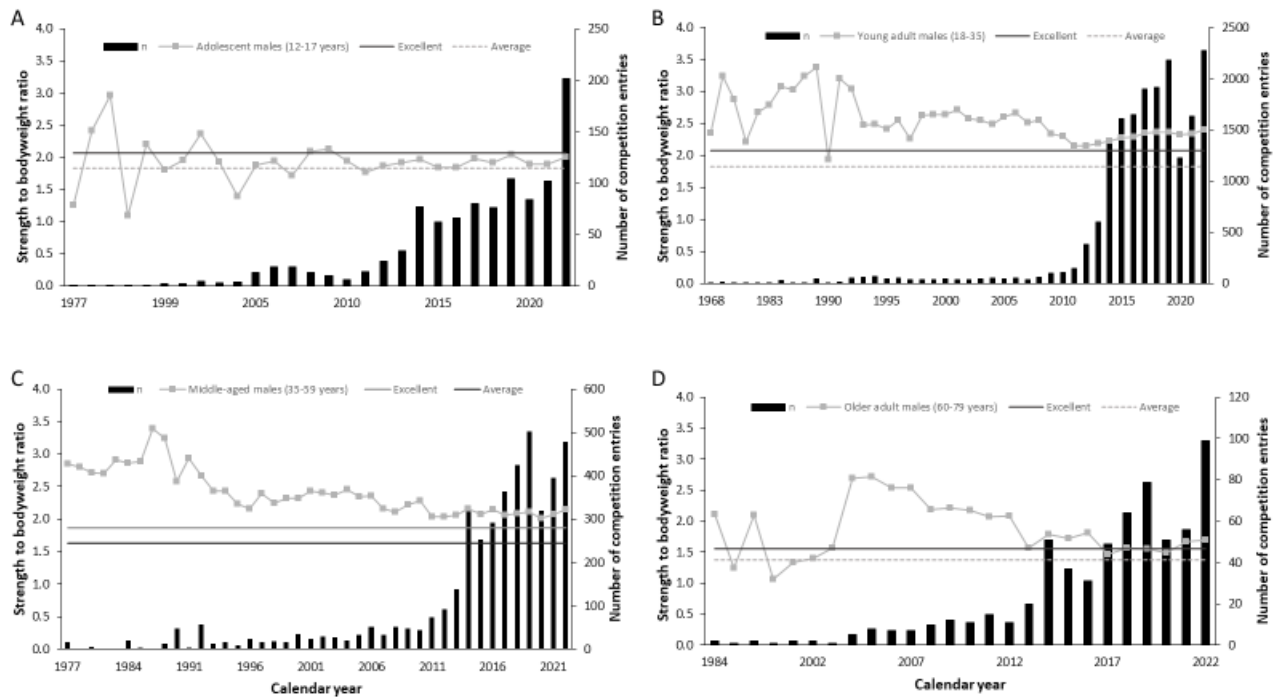 A
n Adolescent males (12-17 years) Excellent Average
Strength to bodyweight ratio
4.0
3.5
3.0
2.5
2.0
1.5
1.0
0.5
0.0
250
200
150
100
50
0
Number of competition entries
1977 1999 2005 2010 2015 2020
B
n Young adult males (18-35) Excellent Average
Strength to bodyweight ratio
4.0
3.5
3.0
2.5
2.0
1.5
1.0
0.5
0.0
2500
2000
1500
1000
500
0
Number of competition entries
1968 1983 1990 1995 2000 2005 2010 2015 2020
C
n Middle-aged males (35-59 years) Excellent Average
Strength to bodyweight ratio
4.0
3.5
3.0
2.5
2.0
1.5
1.0
0.5
0.0
600
500
400
300
200
100
0
Number of competition entries
1977 1984 1991 1996 2001 2006 2011 2016 2021
Calendar year
D
n Older adult males (60-79 years) Excellent Average
Strength to bodyweight ratio
4.0
3.5
3.0
2.5
2.0
1.5
1.0
0.5
0.0
120
100
80
60
40
20
0
Number of competition entries
1984 2002 2007 2012 2017 2022
Calendar year